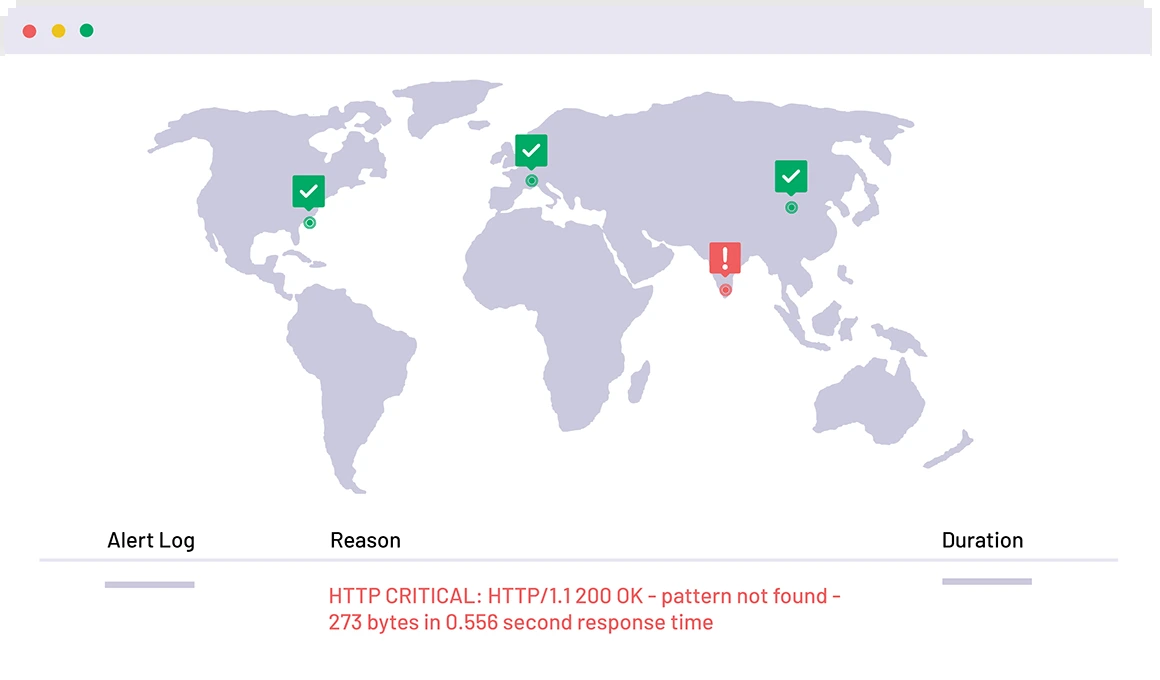 Alert Log
Reason
Duration
HTTP CRITICAL: HTTP/1.1 200 OK - pattern not found -
273 bytes in 0.556 second response time